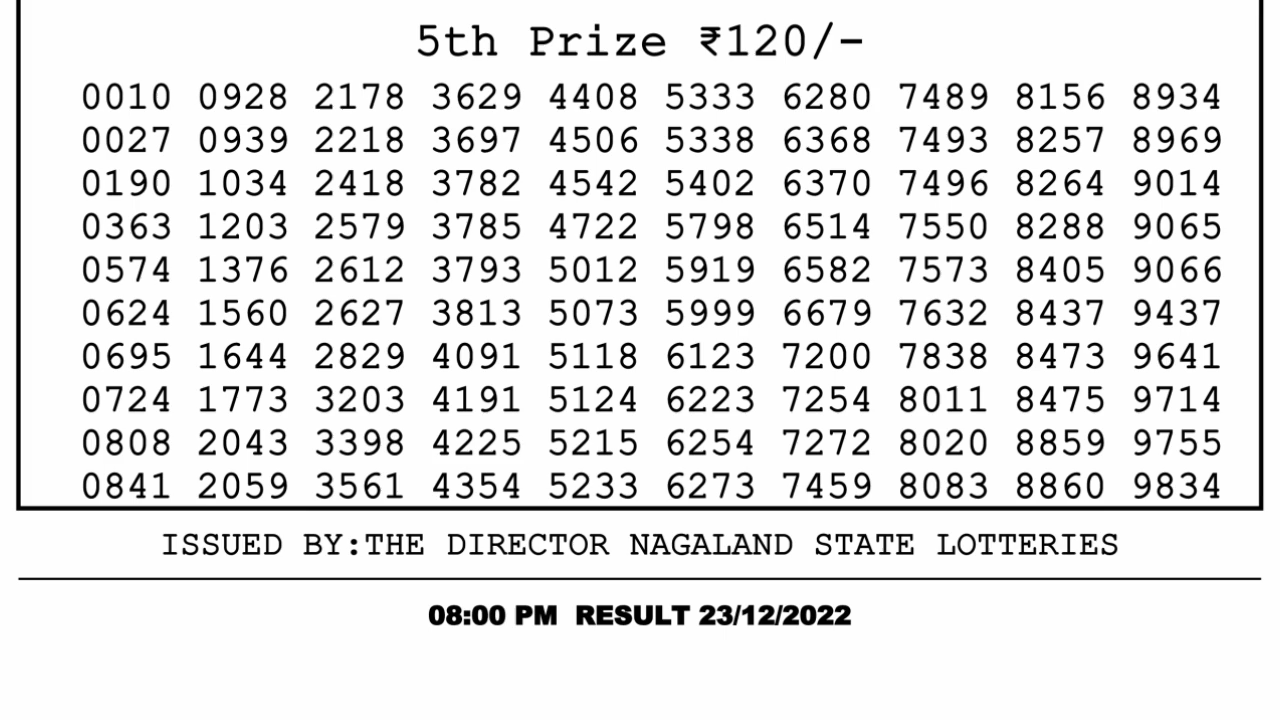 5th Prize ₹120/-
0010 0928 2178 3629 4408 5333 6280 7489 8156 8934
0027 0939 2218 3697 4506 5338 6368 7493 8257 8969
0190 1034 2418 3782 4542 5402 6370 7496 8264 9014
0363 1203 2579 3785 4722 5798 6514 7550 8288 9065
0574 1376 2612 3793 5012 5919 6582 7573 8405 9066
0624 1560 2627 3813 5073 5999 6679 7632 8437 9437
0695 1644 2829 4091 5118 6123 7200 7838 8473 9641
0724 1773 3203 4191 5124 6223 7254 8011 8475 9714
0808 2043 3398 4225 5215 6254 7272 8020 8859 9755
0841 2059 3561 4354 5233 6273 7459 8083 8860 9834
ISSUED BY:THE DIRECTOR NAGALAND STATE LOTTERIES
08:00 PM RESULT 23/12/2022